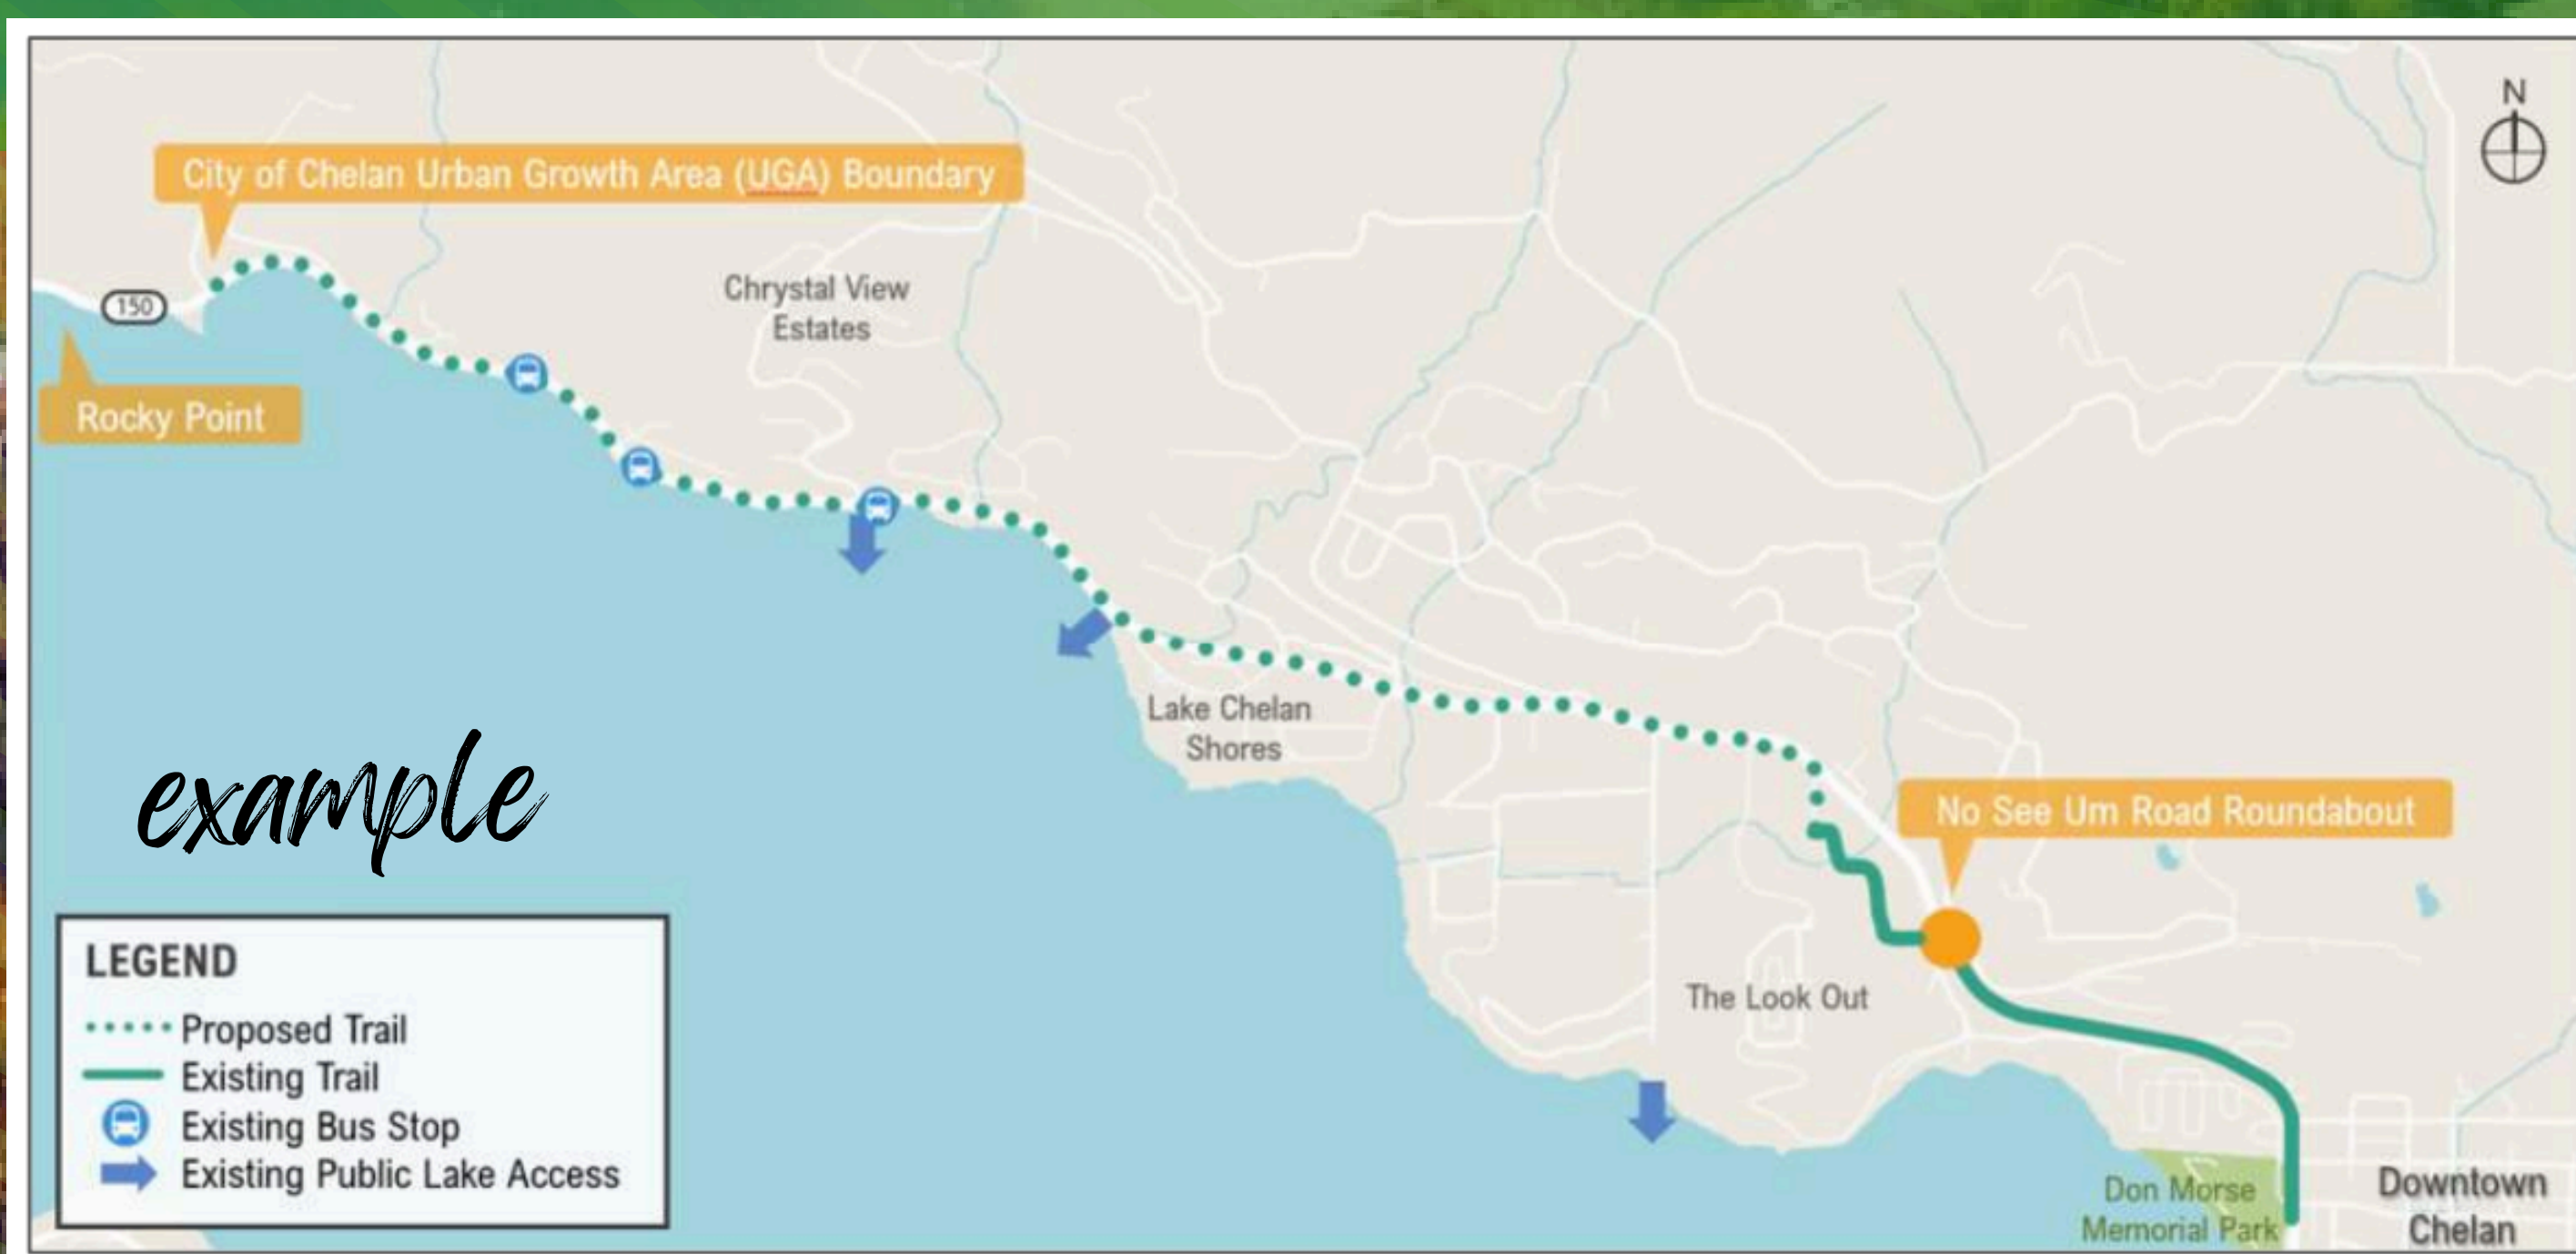 N
City of Chelan Urban Growth Area (UGA) Boundary
Chrystal View
Estates
150
Rocky Point
Lake Chelan
Shores
example
No See Um Road Roundabout
LEGEND
Proposed Trail
Existing Trail
Existing Bus Stop
Existing Public Lake Access
The Look Out
Don Morse
Memorial Park
Downtown
Chelan